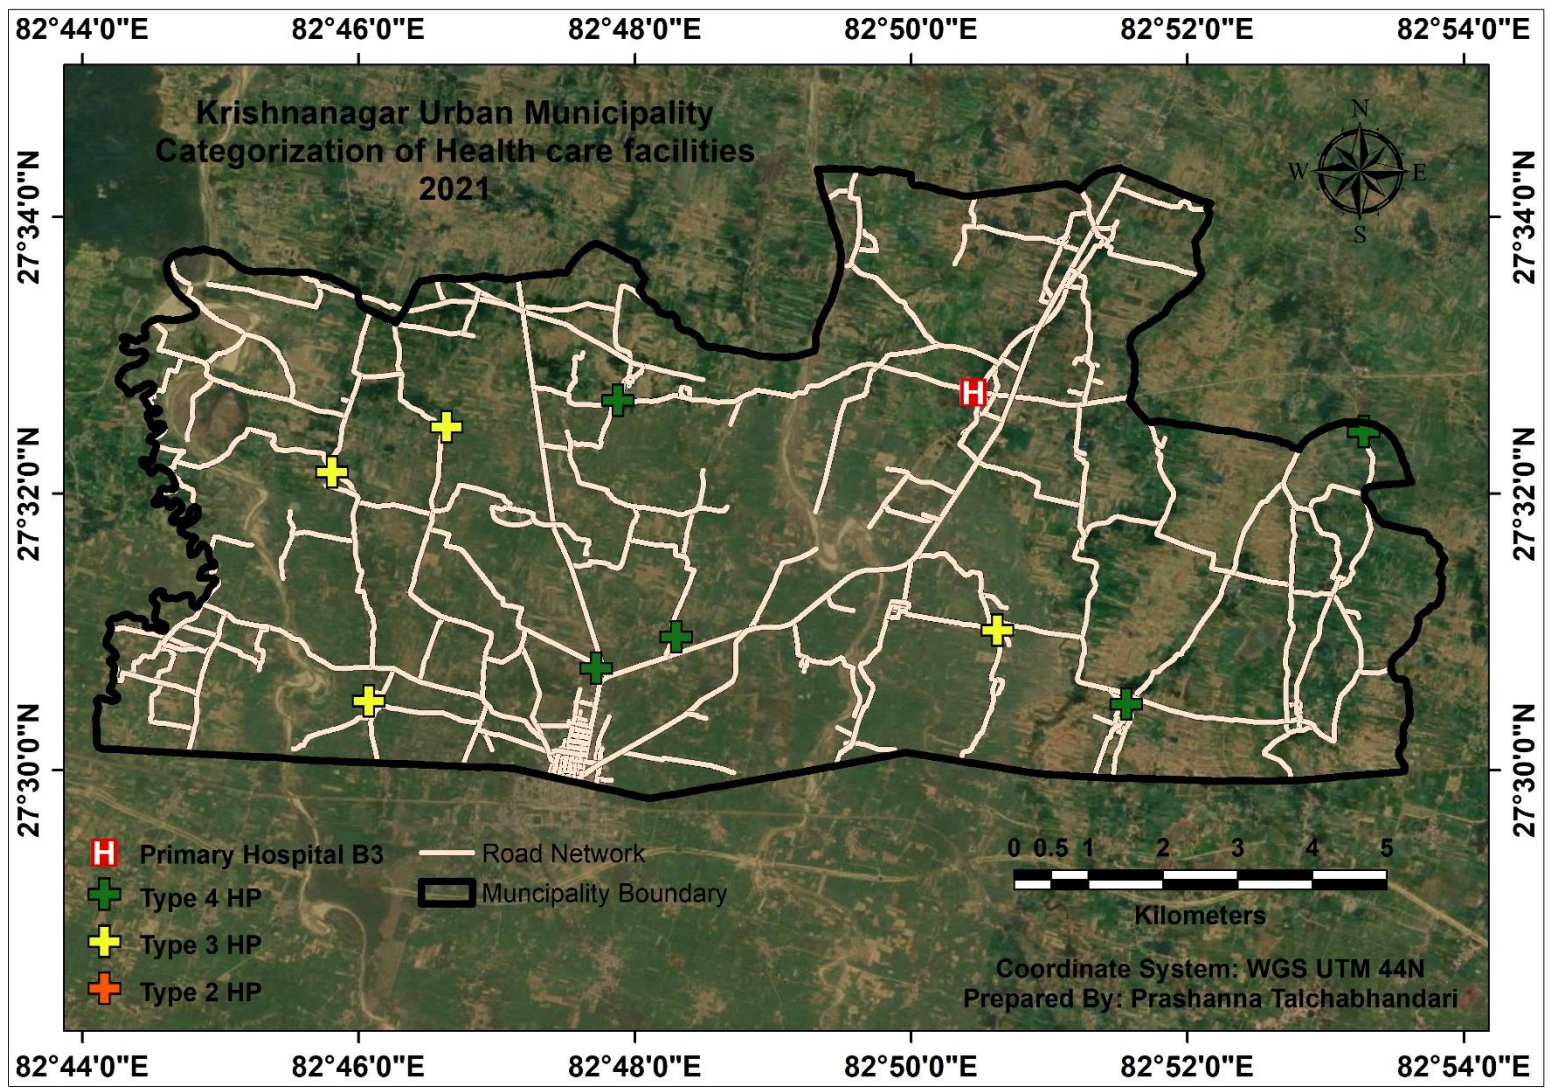 82°44'0"E 82°46'0"E 82°48'0"E 82°50'0"E 82°52'0"E 82°54'0"E
Krishnanagar Urban Municipality
Categorization of Health care facilities
2021
N
W E
S
27°34'0"N 27°34'0"N
27°32'0"N 27°32'0"N
27°30'0"N 27°30'0"N
H
H Primary Hospital B3
Type 4 HP
Type 3 HP
Type 2 HP
Road Network
Muncipality Boundary
0 0.5 1 2 3 4 5
Kilometers
Coordinate System: WGS UTM 44N
Prepared By: Prashanna Talchabhandari
82°44'0"E 82°46'0"E 82°48'0"E 82°50'0"E 82°52'0"E 82°54'0"E